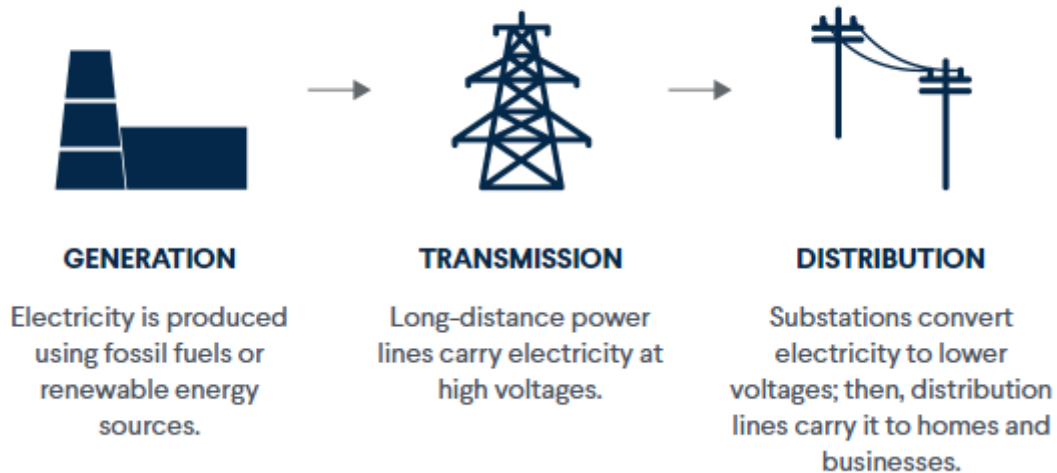 GENERATION
Electricity is produced
using fossil fuels or
renewable energy
sources.
TRANSMISSION
Long-distance power
lines carry electricity at
high voltages.
DISTRIBUTION
Substations convert
electricity to lower
voltages; then, distribution
lines carry it to homes and
businesses.